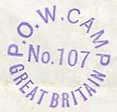 P.O.W. CAMP
No. 107
GREAT BRITAIN